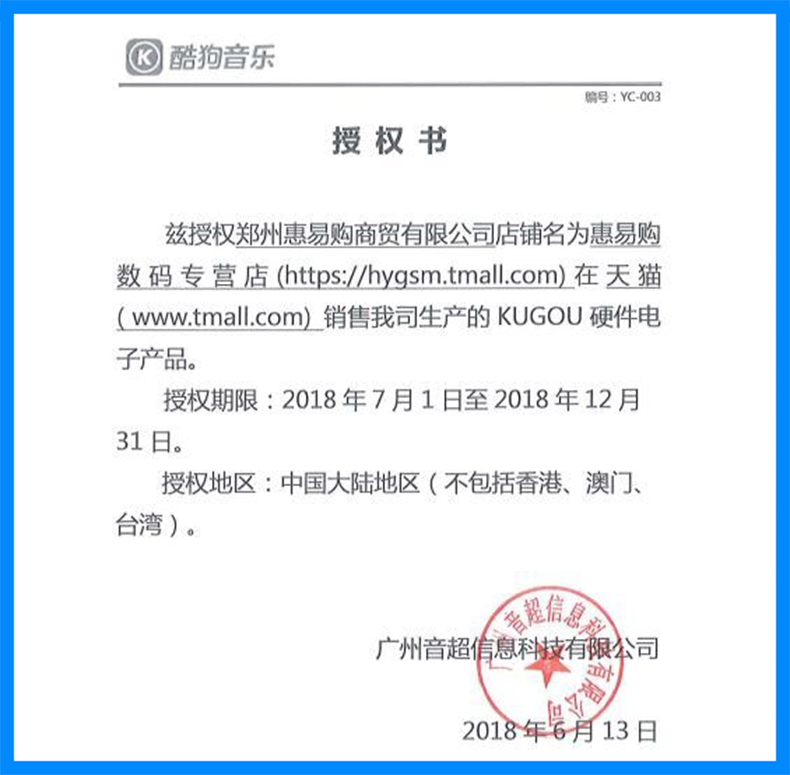 K 酷狗音乐
编号：YC-003
授权书
兹授权郑州惠易购商贸有限公司店铺名为惠易购
数码专营店(https://hygsm.tmall.com)在天猫
(www.tmall.com) 销售我司生产的 KUGOU 硬件电
子产品。
授权期限：2018 年 7 月 1 日至 2018 年 12 月
31 日。
授权地区：中国大陆地区（不包括香港、澳门、
台湾）。
广州音超信息科技有限公司
广州音超信息科技有限公司
2018 年 6 月 13 日